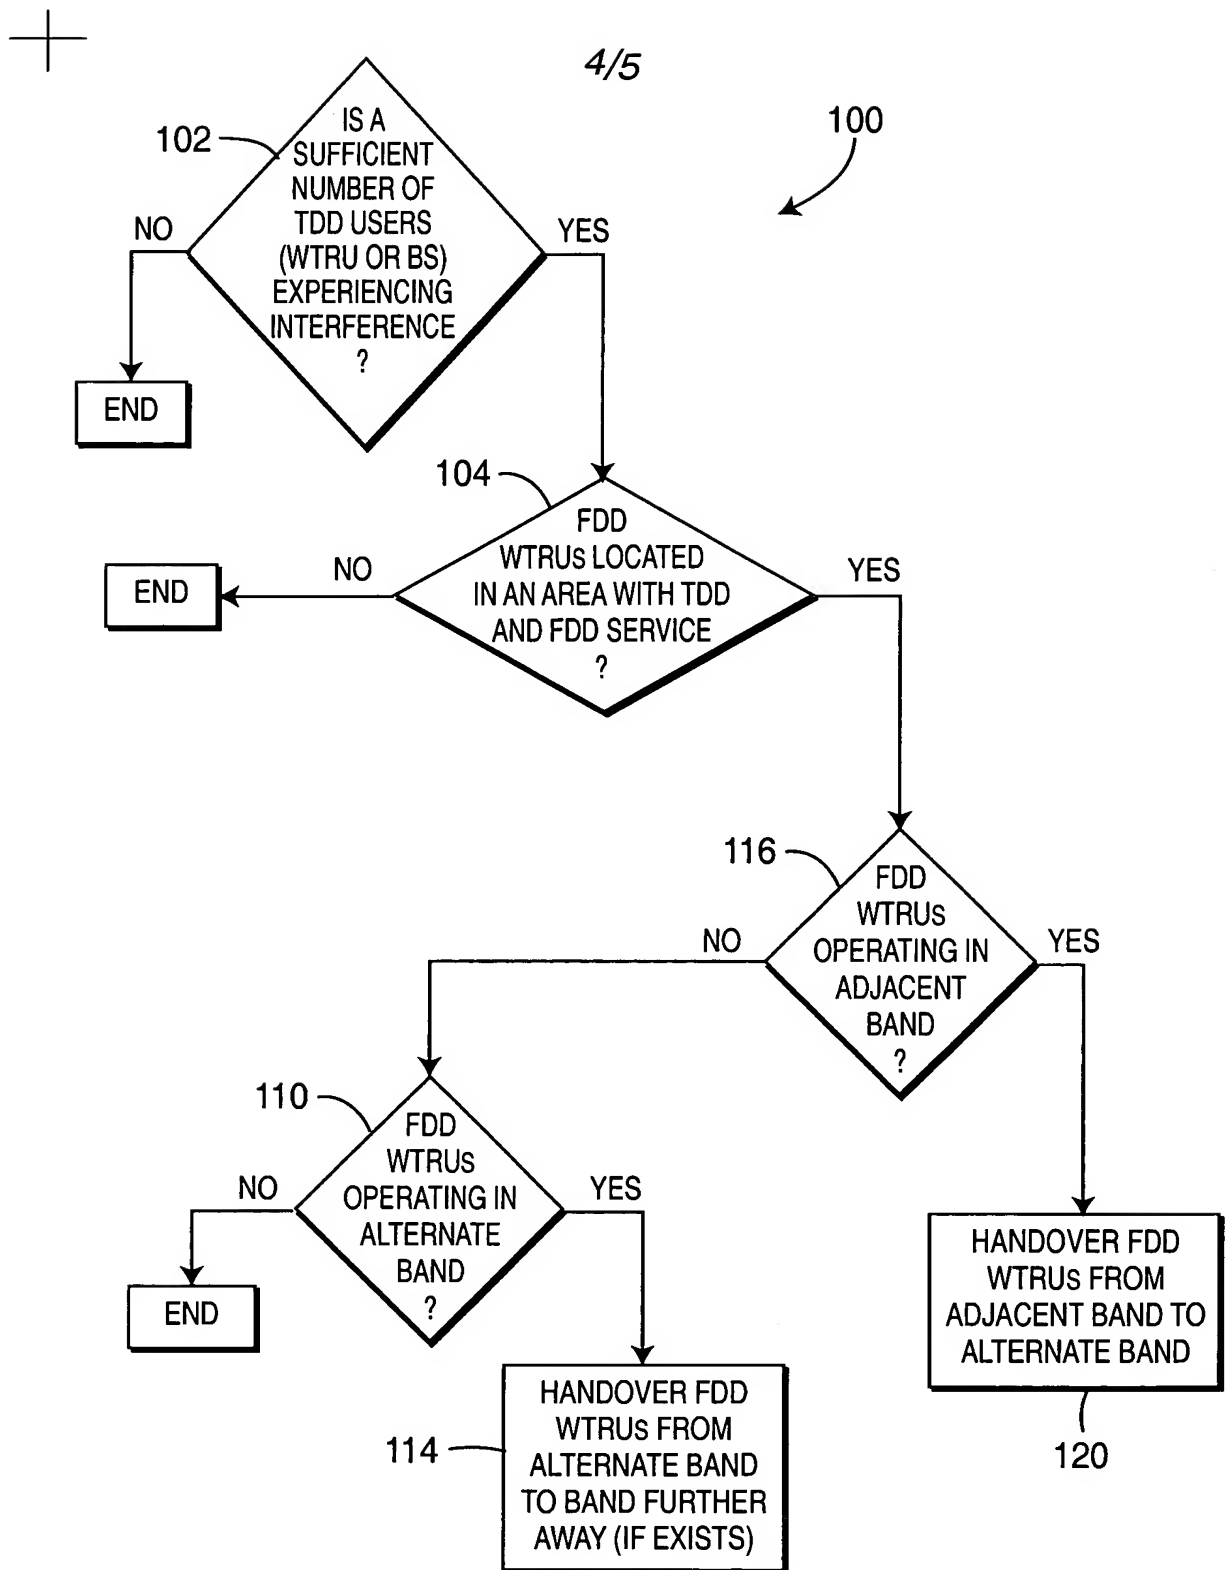 4/5
100
102
IS A
SUFFICIENT
NUMBER OF
TDD USERS
(WTRU OR BS)
EXPERIENCING
INTERFERENCE
?
NO
YES
END
104
FDD
WTRUs LOCATED
IN AN AREA WITH TDD
AND FDD SERVICE
?
NO
YES
END
116
FDD
WTRUs
OPERATING IN
ADJACENT
BAND
?
NO
YES
110
FDD
WTRUs
OPERATING IN
ALTERNATE
BAND
?
NO
YES
END
HANDOVER FDD
WTRUs FROM
ADJACENT BAND TO
ALTERNATE BAND
120
114
HANDOVER FDD
WTRUs FROM
ALTERNATE BAND
TO BAND FURTHER
AWAY (IF EXISTS)